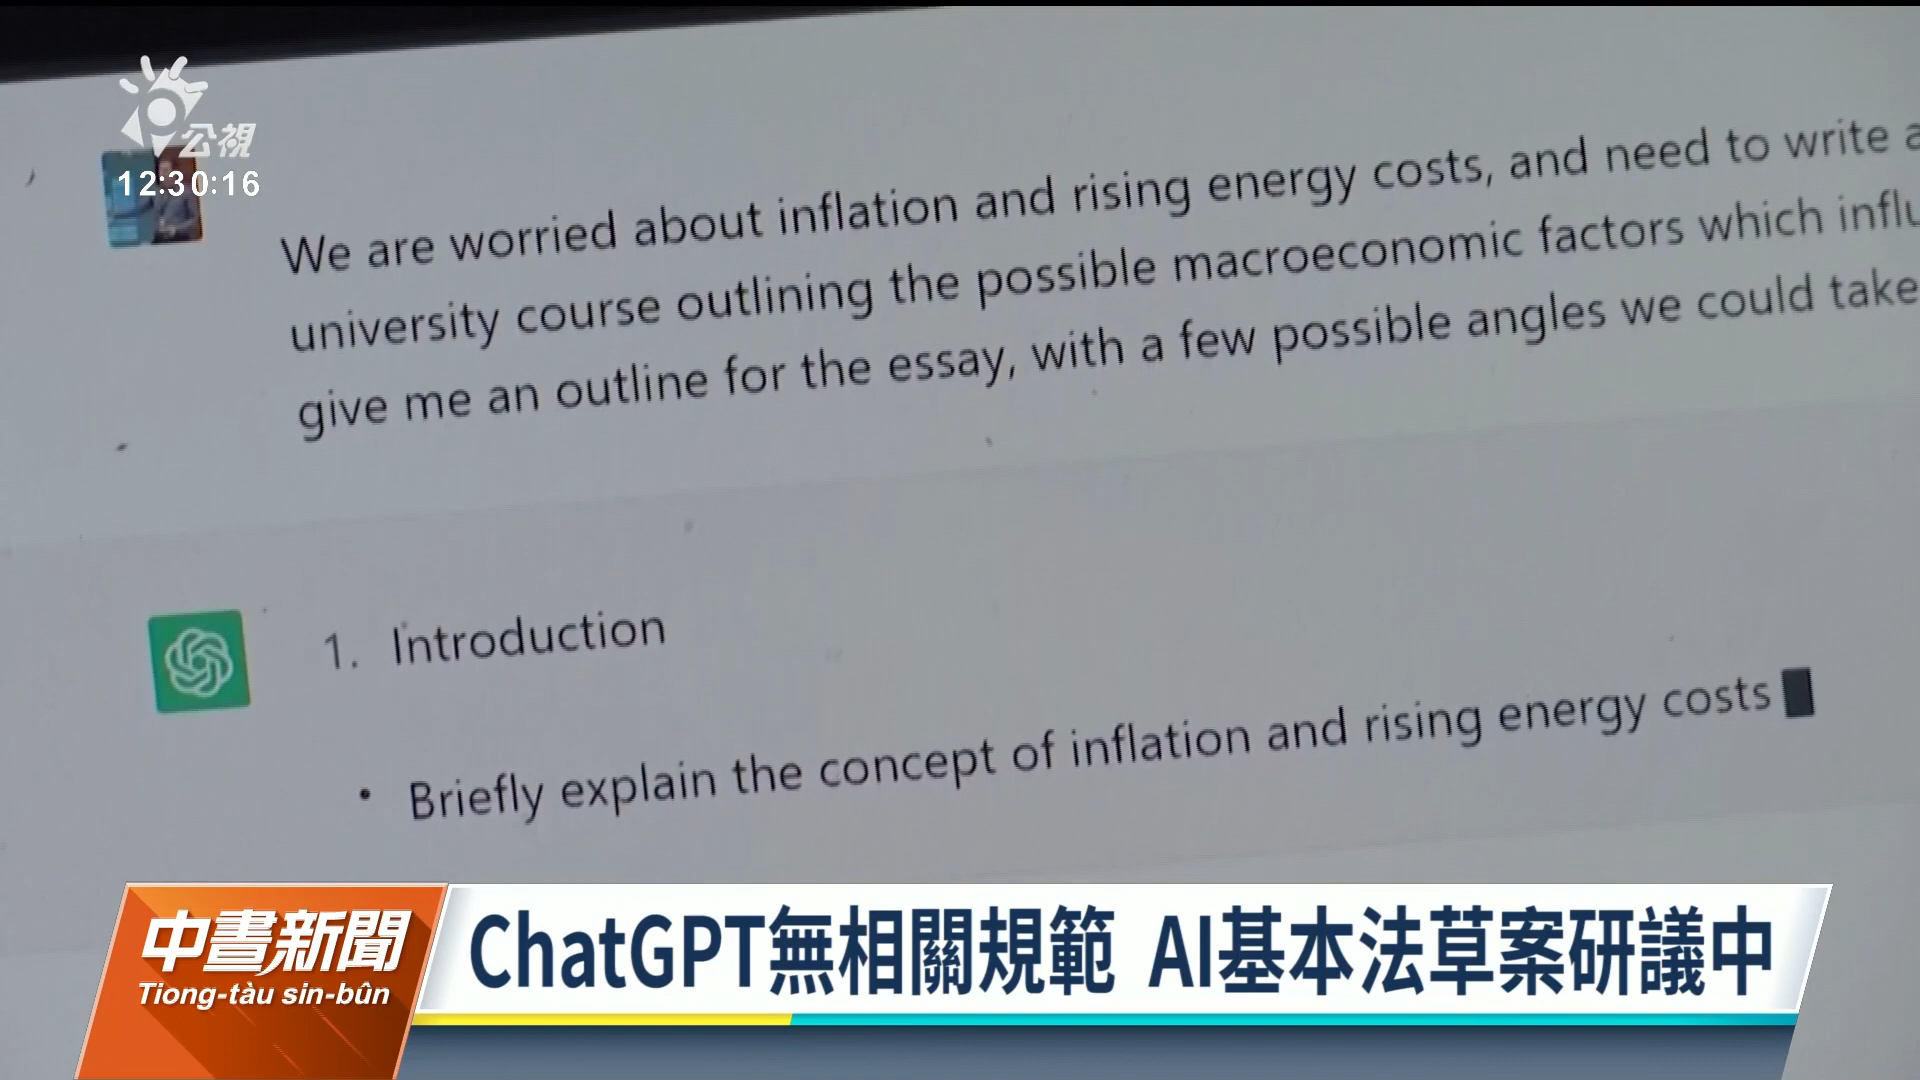 公視
12:30:16
We are worried about inflation and rising energy costs, and need to write a
university course outlining the possible macroeconomic factors which influ
give me an outline for the essay, with a few possible angles we could take
1. Introduction
• Briefly explain the concept of inflation and rising energy costs
中晝新聞
Tiong-tàu sin-bûn
ChatGPT無相關規範 AI基本法草案研議中